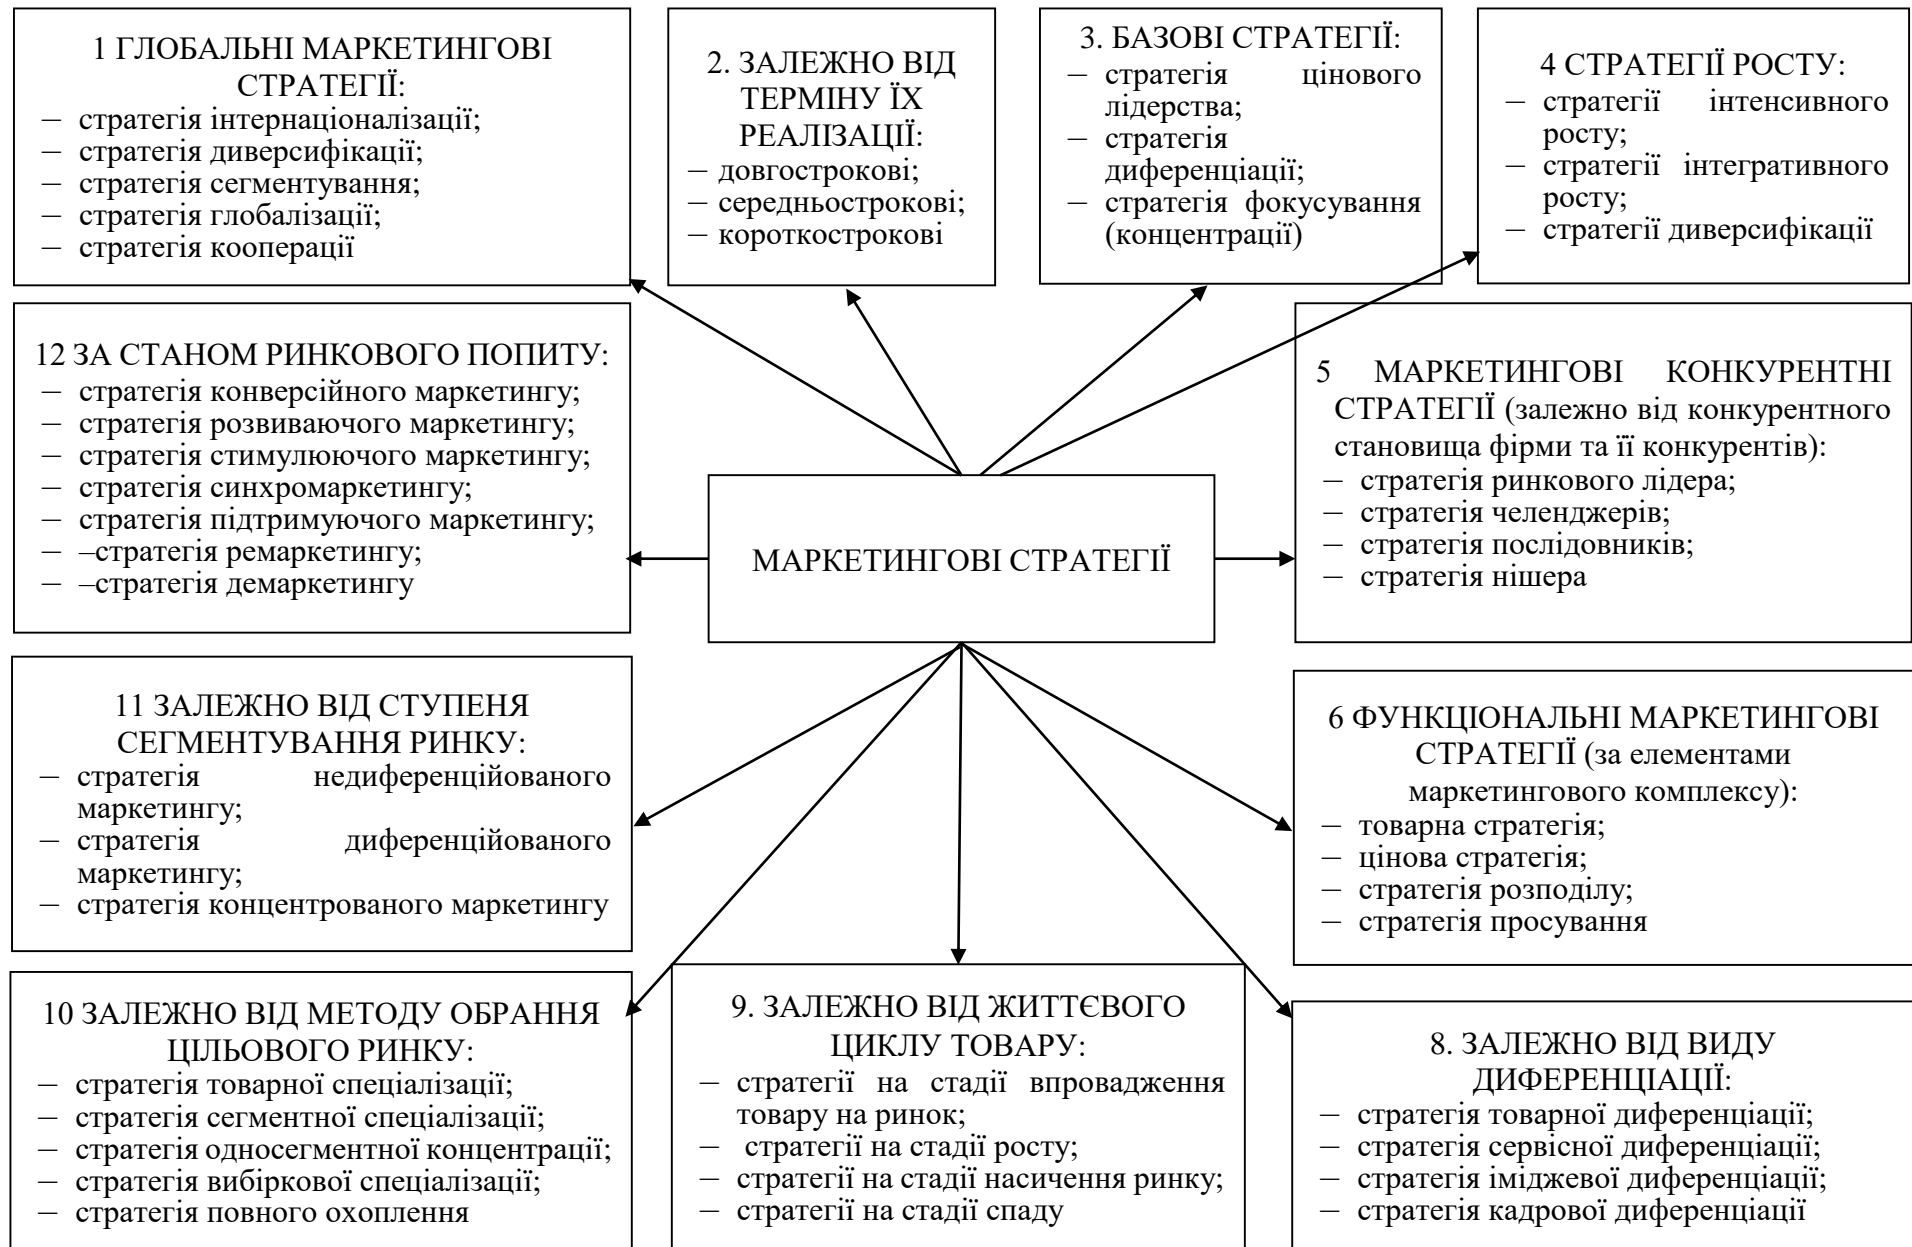 1 ГЛОБАЛЬНІ МАРКЕТИНГОВІ
СТРАТЕГІЇ:
– стратегія інтернаціоналізації;
– стратегія диверсифікації;
– стратегія сегментування;
– стратегія глобалізації;
– стратегія кооперації
2. ЗАЛЕЖНО ВІД
ТЕРМІНУ ЇХ
РЕАЛІЗАЦІЇ:
– довгострокові;
– середньострокові;
– короткострокові
3. БАЗОВІ СТРАТЕГІЇ:
– стратегія цінового
лідерства;
– стратегія
диференціації;
– стратегія фокусування
(концентрації)
4 СТРАТЕГІЇ РОСТУ:
– стратегії інтенсивного
росту;
– стратегії інтегративного
росту;
– стратегії диверсифікації
12 ЗА СТАНОМ РИНКОВОГО ПОПИТУ:
– стратегія конверсійного маркетингу;
– стратегія розвиваючого маркетингу;
– стратегія стимулюючого маркетингу;
– стратегія синхромаркетингу;
– стратегія підтримуючого маркетингу;
– –стратегія ремаркетингу;
– –стратегія демаркетингу
МАРКЕТИНГОВІ СТРАТЕГІЇ
5 МАРКЕТИНГОВІ КОНКУРЕНТНІ
СТРАТЕГІЇ (залежно від конкурентного
становища фірми та її конкурентів):
– стратегія ринкового лідера;
– стратегія челенджерів;
– стратегія послідовників;
– стратегія нішера
11 ЗАЛЕЖНО ВІД СТУПЕНЯ
СЕГМЕНТУВАННЯ РИНКУ:
– стратегія недиференційованого
маркетингу;
– стратегія диференційованого
маркетингу;
– стратегія концентрованого маркетингу
6 ФУНКЦІОНАЛЬНІ МАРКЕТИНГОВІ
СТРАТЕГІЇ (за елементами
маркетингового комплексу):
– товарна стратегія;
– цінова стратегія;
– стратегія розподілу;
– стратегія просування
10 ЗАЛЕЖНО ВІД МЕТОДУ ОБРАННЯ
ЦІЛЬОВОГО РИНКУ:
– стратегія товарної спеціалізації;
– стратегія сегментної спеціалізації;
– стратегія односегментної концентрації;
– стратегія вибіркової спеціалізації;
– стратегія повного охоплення
9. ЗАЛЕЖНО ВІД ЖИТТЄВОГО
ЦИКЛУ ТОВАРУ:
– стратегії на стадії впровадження
товару на ринок;
– стратегії на стадії росту;
– стратегії на стадії насичення ринку;
– стратегії на стадії спаду
8. ЗАЛЕЖНО ВІД ВИДУ
ДИФЕРЕНЦІАЦІЇ:
– стратегія товарної диференціації;
– стратегія сервісної диференціації;
– стратегія іміджевої диференціації;
– стратегія кадрової диференціації